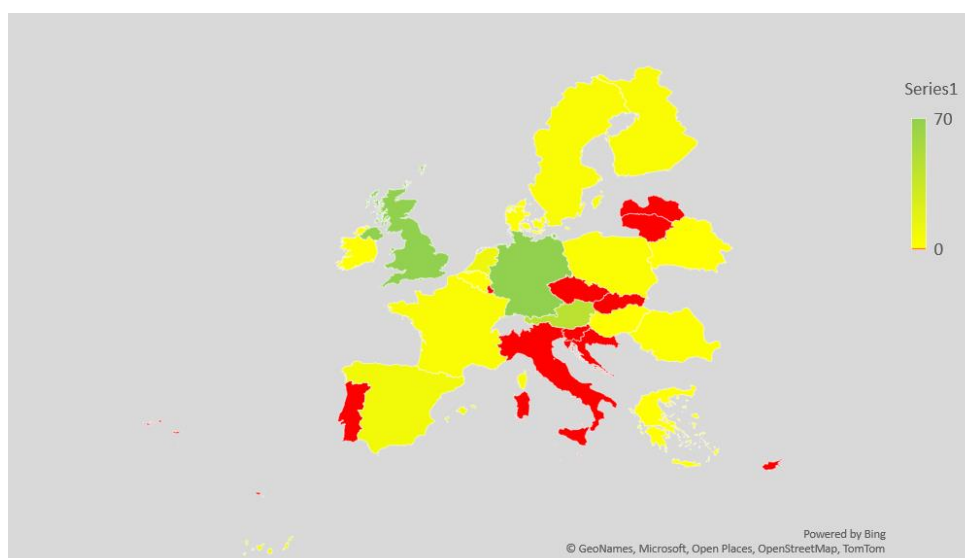 Series1
70
0
Powered by Bing
© GeoNames, Microsoft, Open Places, OpenStreetMap, TomTom